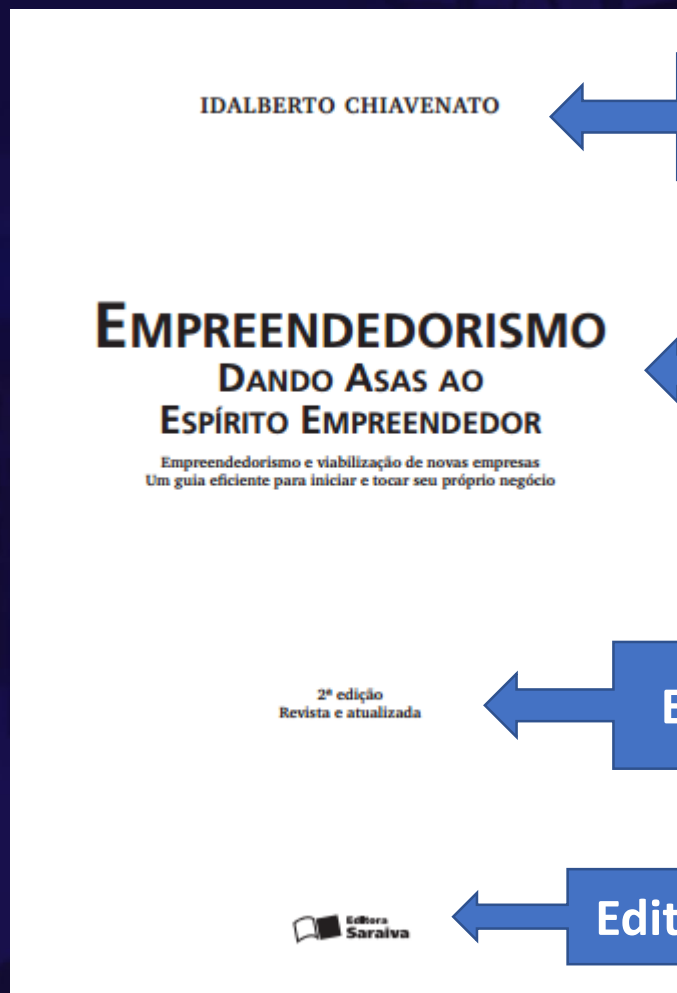 IDALBERTO CHIAVENATO
EMPREENDEDORISMO
DANDO ASAS AO
ESPÍRITO EMPREENDEDOR
Empreendedorismo e viabilização de novas empresas
Um guia eficiente para iniciar e tocar seu próprio negócio
2ª edição
Revista e atualizada
E
Editora
Saraiva
Edit